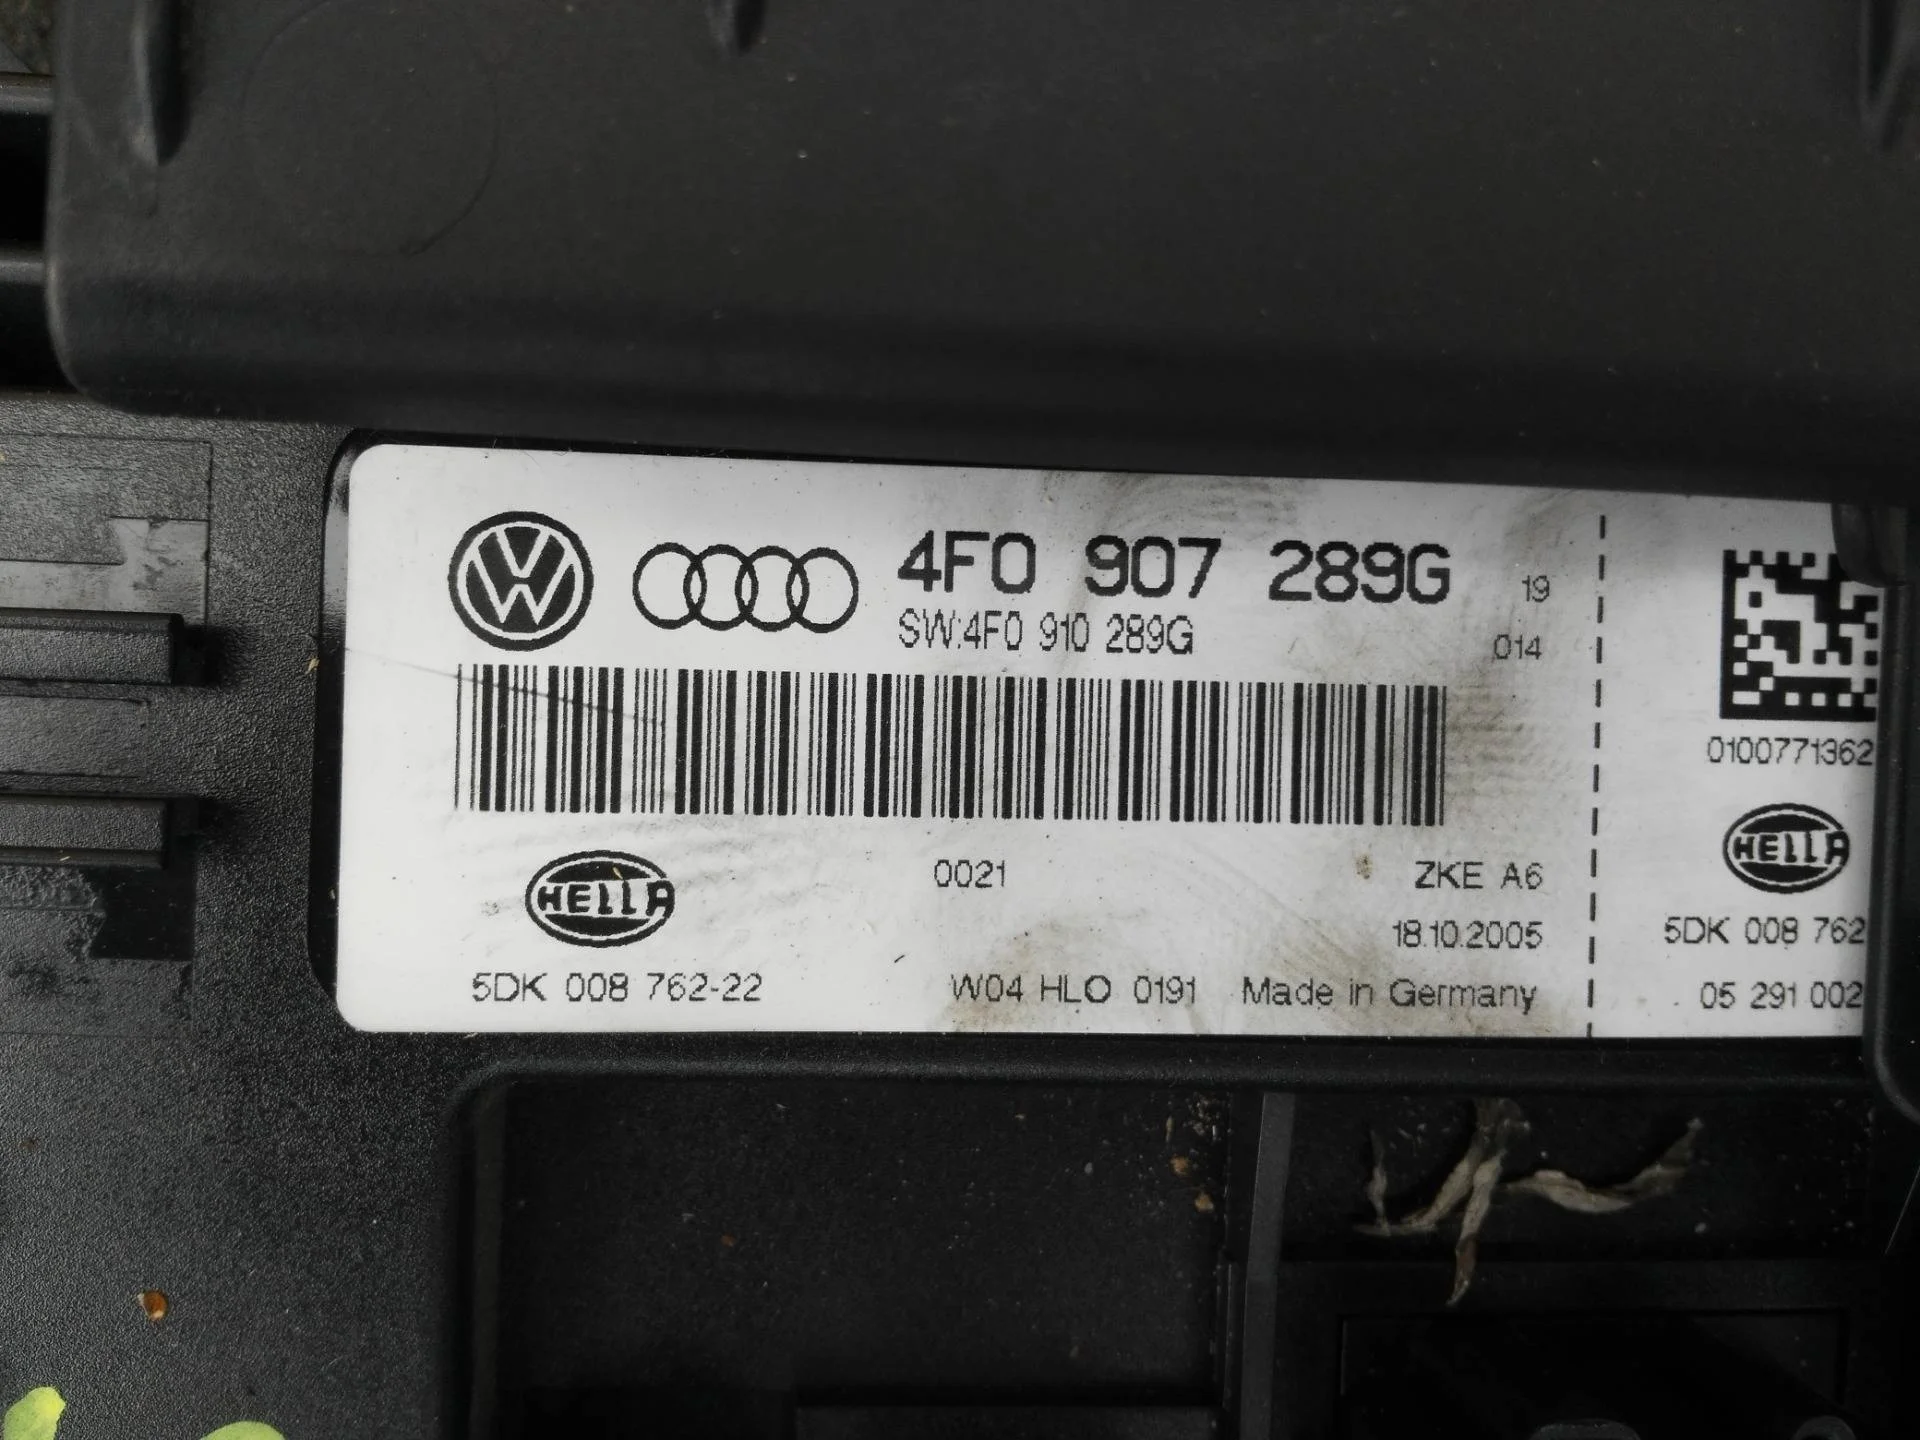 4F0 907 289G 19
SW:4F0 910 289G 014
0021 ZKE A6
HELLA
18.10.2005
5DK 008 762-22 W04 HLO 0191 Made in Germany
0100771362
HELLA
5DK 008 762
05 291 002